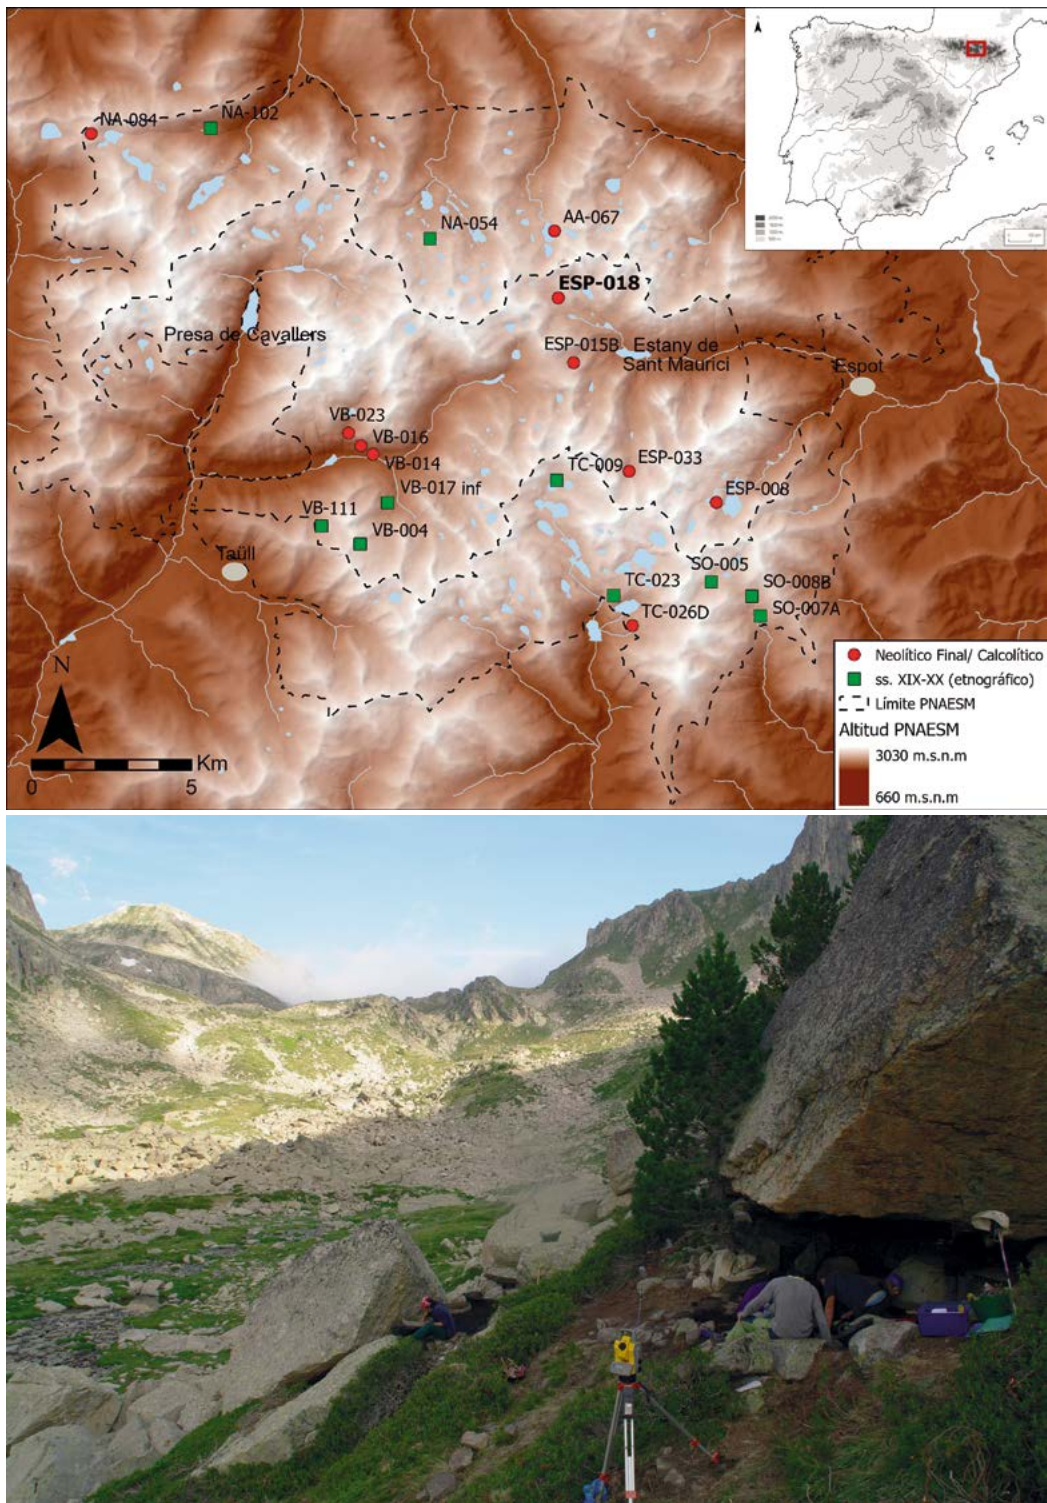 NA-084
NA-102
NA-054
AA-067
ESP-018
Presa de Cavallers
ESP-015B
Estany de
Sant Maurici
Espot
VB-023
VB-016
VB-014
TC-009
ESP-033
VB-017 inf
ESP-008
VB-111
VB-004
Taüll
SO-005
TC-023
SO-008B
SO-007A
TC-026D
N
Km
0
5
Neolítico Final/ Calcolítico
ss. XIX-XX (etnográfico)
Límite PNAESM
Altitud PNAESM
3030 m.s.n.m
660 m.s.n.m